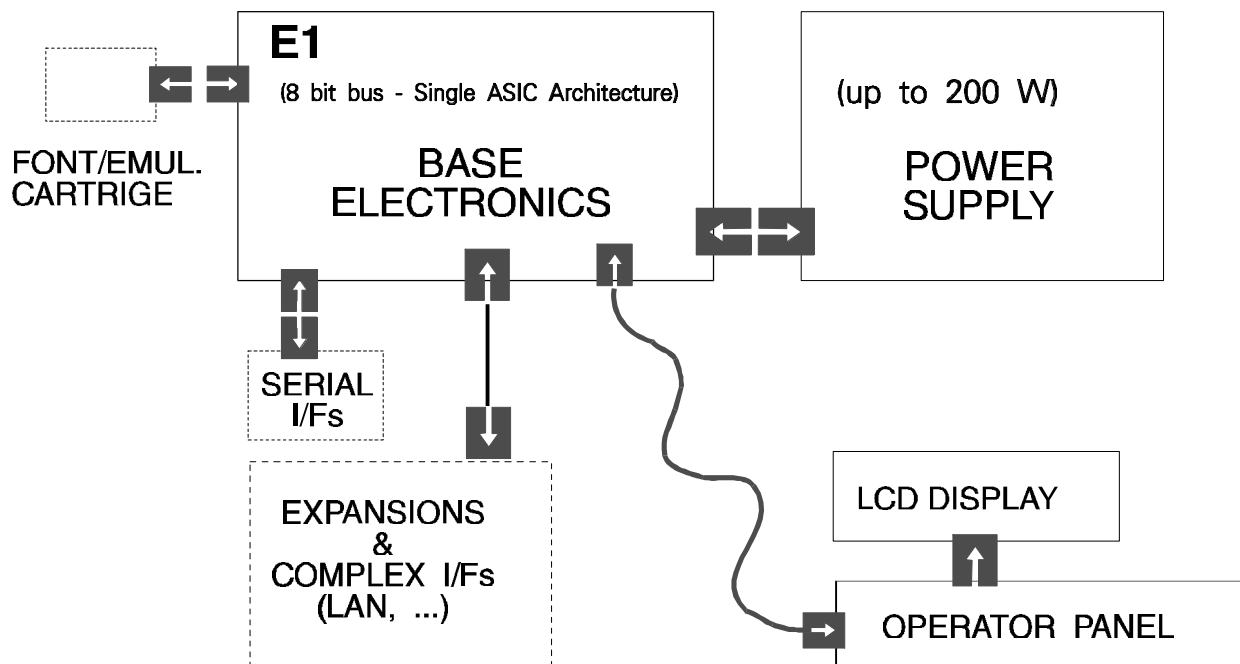 E1
(8 bit bus - Single ASIC Architecture)
BASE
ELECTRONICS
(up to 200 W)
POWER
SUPPLY
FONT/EMUL.
CARTRIGE
SERIAL
I/Fs
EXPANSIONS
&
COMPLEX I/Fs
(LAN, ...)
LCD DISPLAY
OPERATOR PANEL